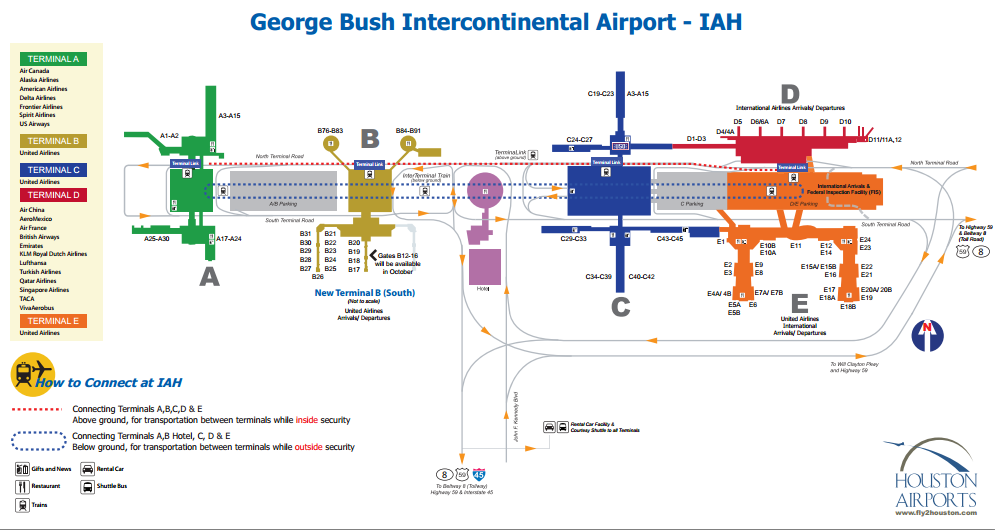 George Bush Intercontinental Airport - IAH
TERMINAL A
Air Canada
Alaska Airlines
American Airlines
Delta Airlines
Frontier Airlines
Spirit Airlines
US Airways
TERMINAL B
United Airlines
TERMINAL C
United Airlines
TERMINAL D
Air China
AeroMexico
Air France
British Airways
Emirates
KLM Royal Dutch Airlines
Lufthansa
Turkish Airlines
Qatar Airlines
Singapore Airlines
TACA
VivaAerobus
TERMINAL E
United Airlines
A1-A2
A3-A15
Terminal Link
North Terminal Road
A/B Parking
South Terminal Road
A25-A30
A17-A24
A
B76-B83
B
B84-B91
Terminal Link
InterTerminal Train
(below ground)
B31
B30
B29
B28
B27
B26
B21
B22
B23
B24
B25
B20
B19
B18
B17
Gates B12-16
will be available
in October
New Terminal B (South)
(Not to scale)
United Airlines
Arrivals/ Departures
Hotel
TerminaLink
(above ground)
C19-C23
A3-A15
C24-C27
USO
Terminal Link
C Parking
C29-C33
C43-C45
C34-C39
C40-C42
C
D
International Airlines Arrivals/ Departures
D1-D3
D4/4A
D5
D6/6A
D7
D8
D9
D10
D11/11A,12
Terminal Link
International Arrivals &
Federal Inspection Facility (FIS)
D/E Parking
North Terminal Road
South Terminal Road
To Highway 59
& Beltway 8
(Toll Road)
59
8
E1
E2
E3
E4A/ 4B
E5A
E5B
E6
E7A/ E7B
E9
E8
E10B
E10A
E11
E12
E14
E15A/ E15B
E16
E17
E18A
E18B
E19
E20A/ 20B
E22
E21
E24
E23
E
United Airlines
International
Arrivals/ Departures
N
To Will Clayton Pkwy
and Highway 59
John F. Kennedy Blvd
Rental Car Facility &
Courtesy Shuttle to all Terminals
8
59
45
To Beltway 8 (Tollway)
Highway 59 & Interstate 45
How to Connect at IAH
Connecting Terminals A,B,C,D & E
Above ground, for transportation between terminals while inside security
Connecting Terminals A,B Hotel, C, D & E
Below ground, for transportation between terminals while outside security
Gifts and News
Rental Car
Restaurant
Shuttle Bus
Trains
HOUSTON
AIRPORTS
www.fly2houston.com